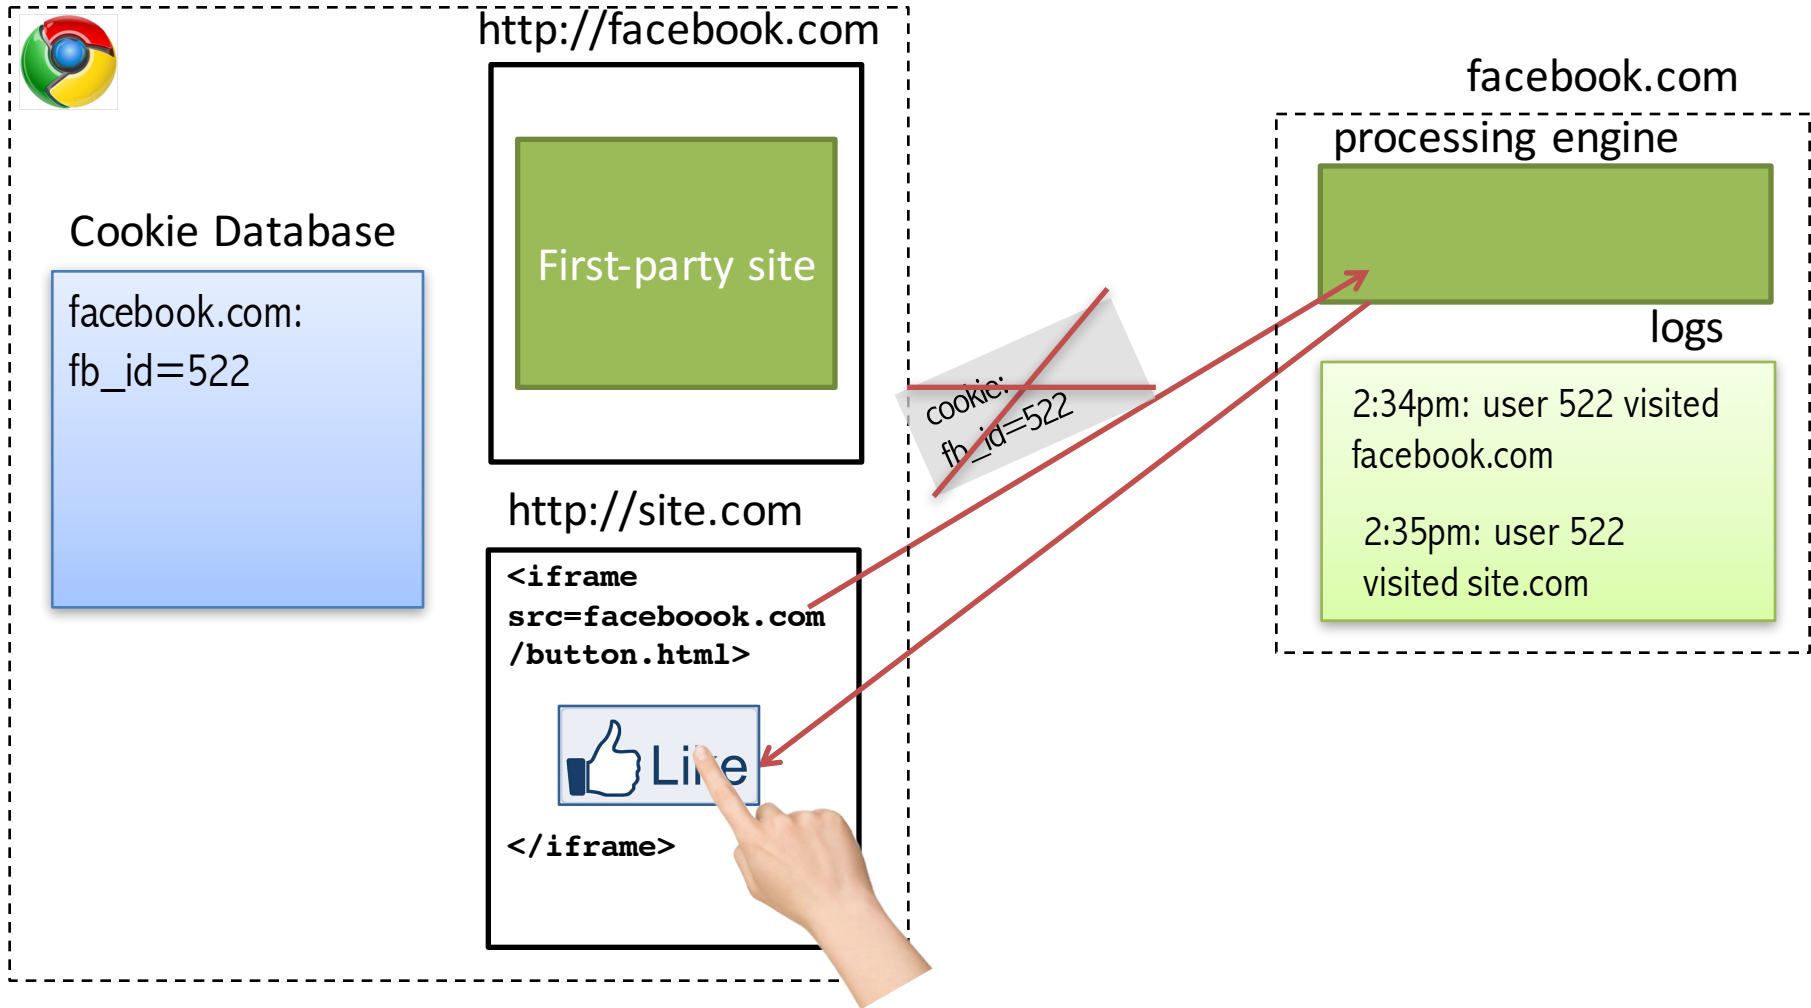 http://facebook.com
Cookie Database
facebook.com:
fb_id=522
First-party site
http://site.com
<iframe
src=faceboook.com
/button.html>
Like
</iframe>
cookie:
fb_id=522
facebook.com
processing engine
logs
2:34pm: user 522 visited
facebook.com
2:35pm: user 522
visited site.com